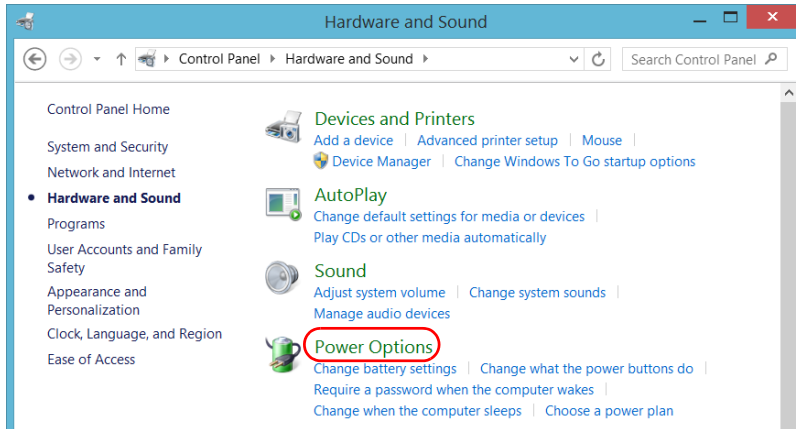 Hardware and Sound
Control Panel Hardware and Sound
Search Control Panel
Control Panel Home
System and Security
Network and Internet
Hardware and Sound
Programs
User Accounts and Family
Safety
Appearance and
Personalization
Clock, Language, and Region
Ease of Access
Devices and Printers
Add a device Advanced printer setup Mouse
Device Manager Change Windows To Go startup options
AutoPlay
Change default settings for media or devices
Play CDs or other media automatically
Sound
Adjust system volume Change system sounds
Manage audio devices
Power Options
Change battery settings Change what the power buttons do
Require a password when the computer wakes
Change when the computer sleeps Choose a power plan